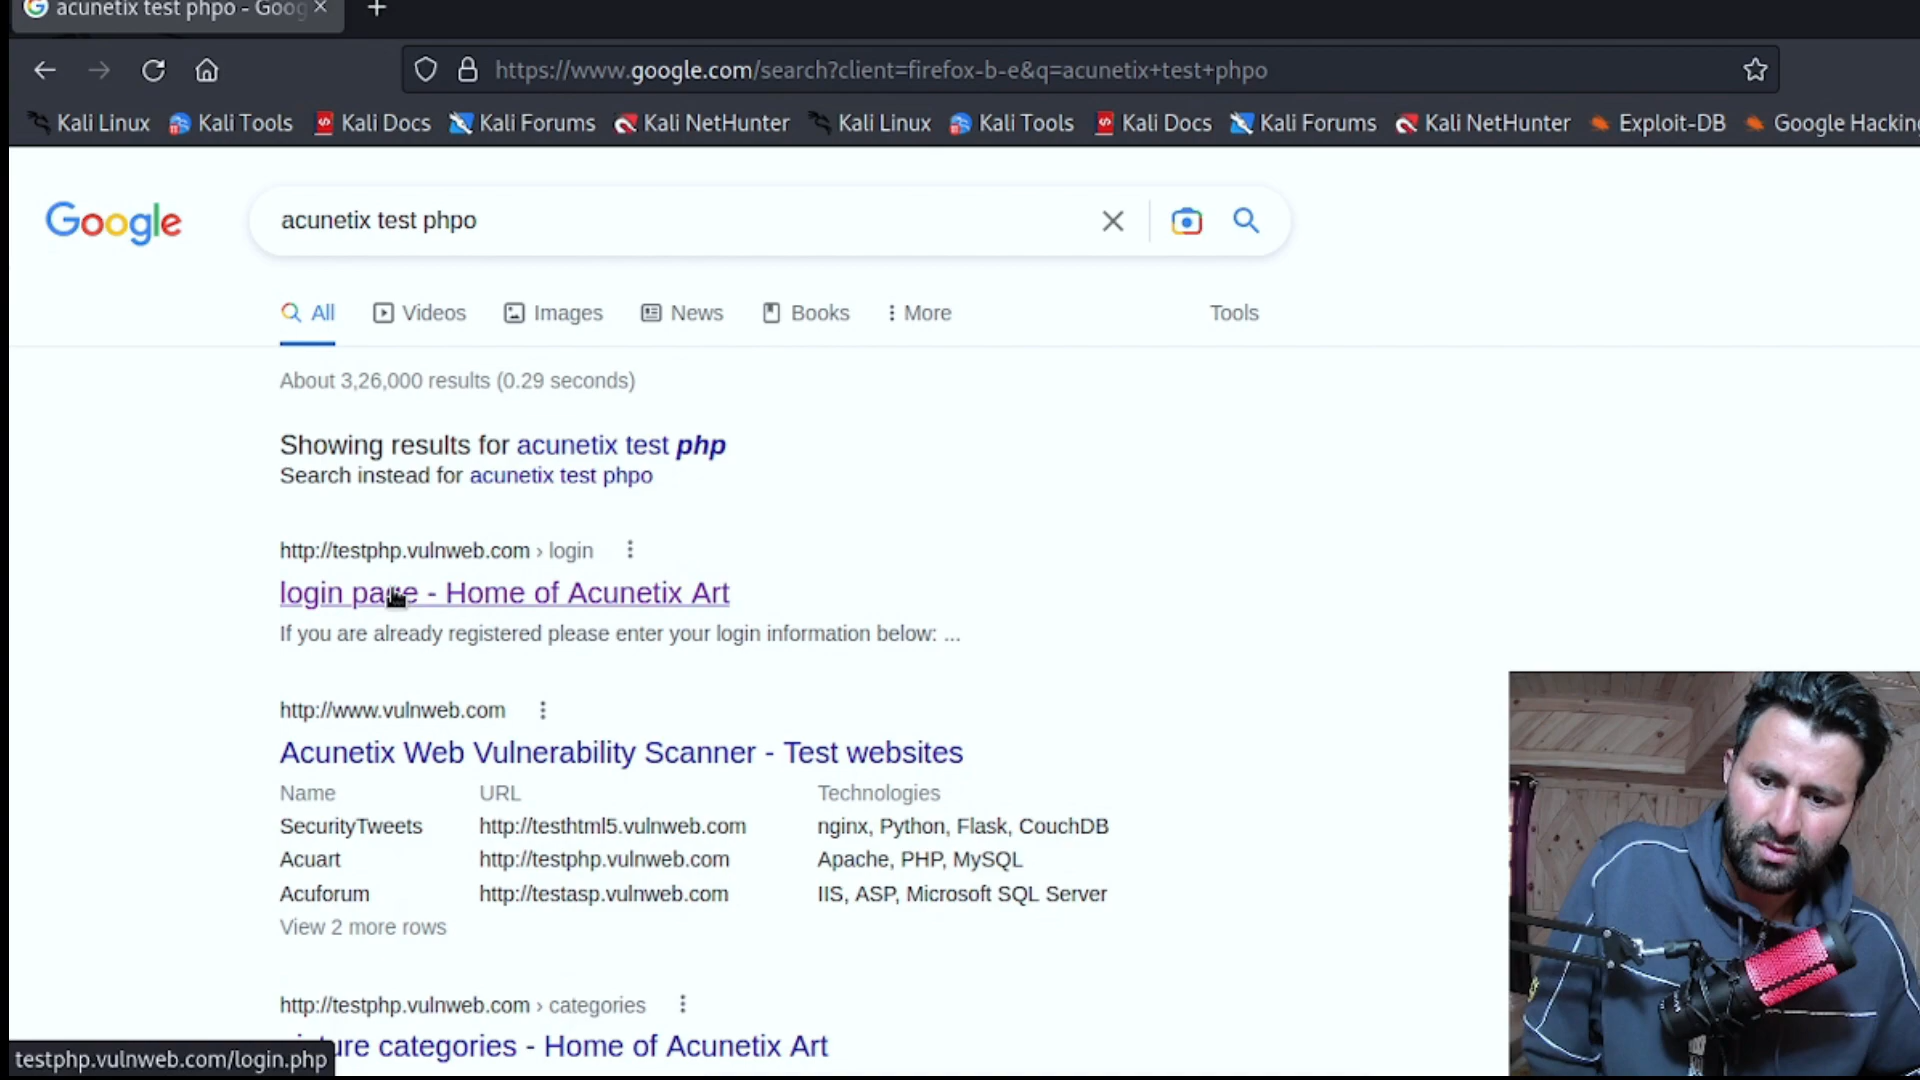 acunetix test phpo - Goog
https://www.google.com/search?client=firefox-b-e&q=acunetix+test+phpo
Kali Linux Kali Tools Kali Docs Kali Forums Kali NetHunter Kali Linux Kali Tools Kali Docs Kali Forums Kali NetHunter Exploit-DB Google Hacking
Google
acunetix test phpo
All Videos Images News Books More Tools
About 3,26,000 results (0.29 seconds)
Showing results for acunetix test php
Search instead for acunetix test phpo
http://testphp.vulnweb.com › login
login page - Home of Acunetix Art
If you are already registered please enter your login information below: ...
http://www.vulnweb.com
Acunetix Web Vulnerability Scanner - Test websites
Name URL Technologies
SecurityTweets http://testhtml5.vulnweb.com nginx, Python, Flask, CouchDB
Acuart http://testphp.vulnweb.com Apache, PHP, MySQL
Acuforum http://testasp.vulnweb.com IIS, ASP, Microsoft SQL Server
View 2 more rows
http://testphp.vulnweb.com › categories
categories - Home of Acunetix Art
testphp.vulnweb.com/login.php